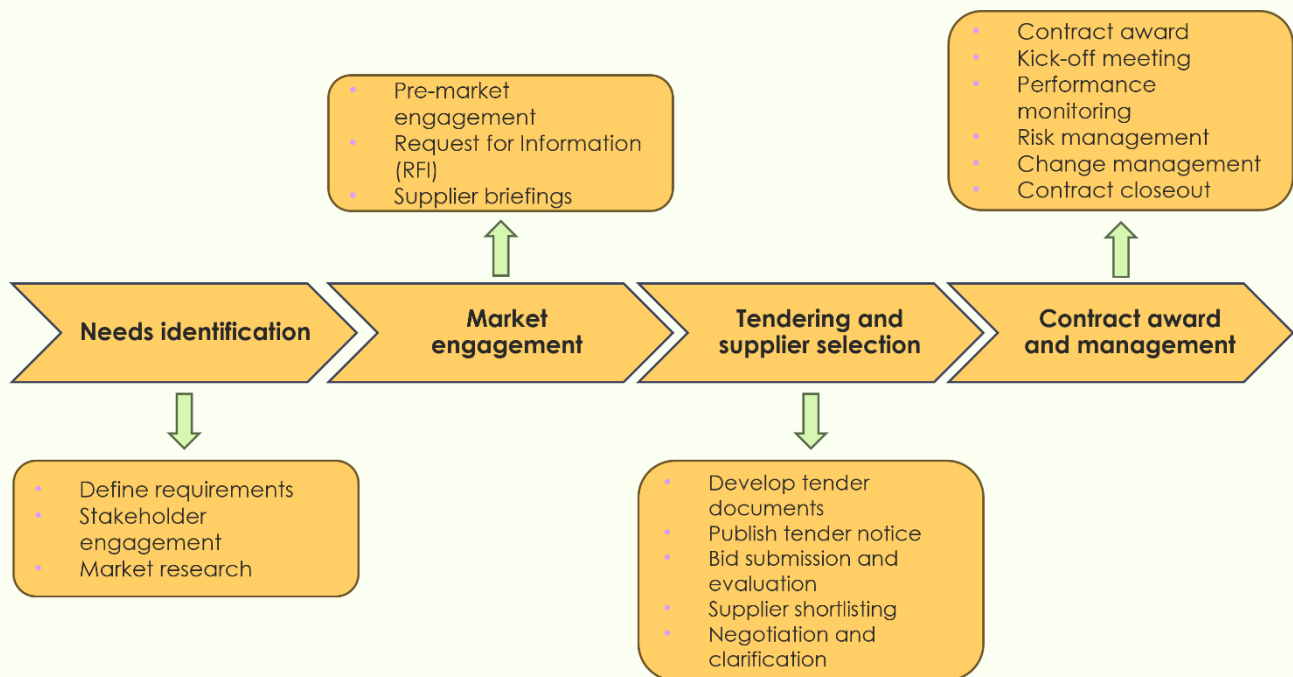 • Contract award
• Kick-off meeting
• Performance
monitoring
• Risk management
• Change management
• Contract closeout
• Pre-market
engagement
• Request for Information
(RFI)
• Supplier briefings
Needs identification
Market
engagement
Tendering and
supplier selection
Contract award
and management
• Define requirements
• Stakeholder
engagement
• Market research
• Develop tender
documents
• Publish tender notice
• Bid submission and
evaluation
• Supplier shortlisting
• Negotiation and
clarification